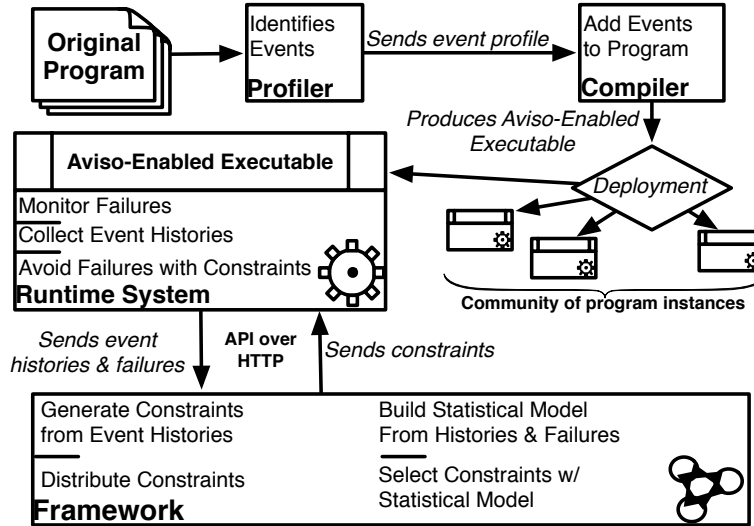 Original
Program
Identifies
Events
Profiler
Sends event profile
Add Events
to Program
Compiler
Produces Aviso-Enabled
Executable
Deployment
Community of program instances
Aviso-Enabled Executable
Monitor Failures
Collect Event Histories
Avoid Failures with Constraints
Runtime System
Sends event
histories & failures
API over
HTTP
Sends constraints
Generate Constraints
from Event Histories
Distribute Constraints
Framework
Build Statistical Model
From Histories & Failures
Select Constraints w/
Statistical Model